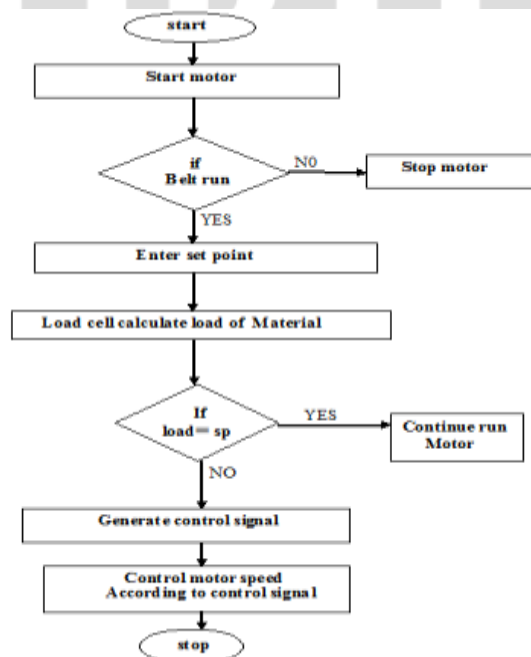 start
Start motor
if
Belt run
N0
Stop motor
YES
Enter set point
Load cell calculate load of Material
If
load= sp
YES
Continue run
Motor
NO
Generate control signal
Control motor speed
According to control signal
stop